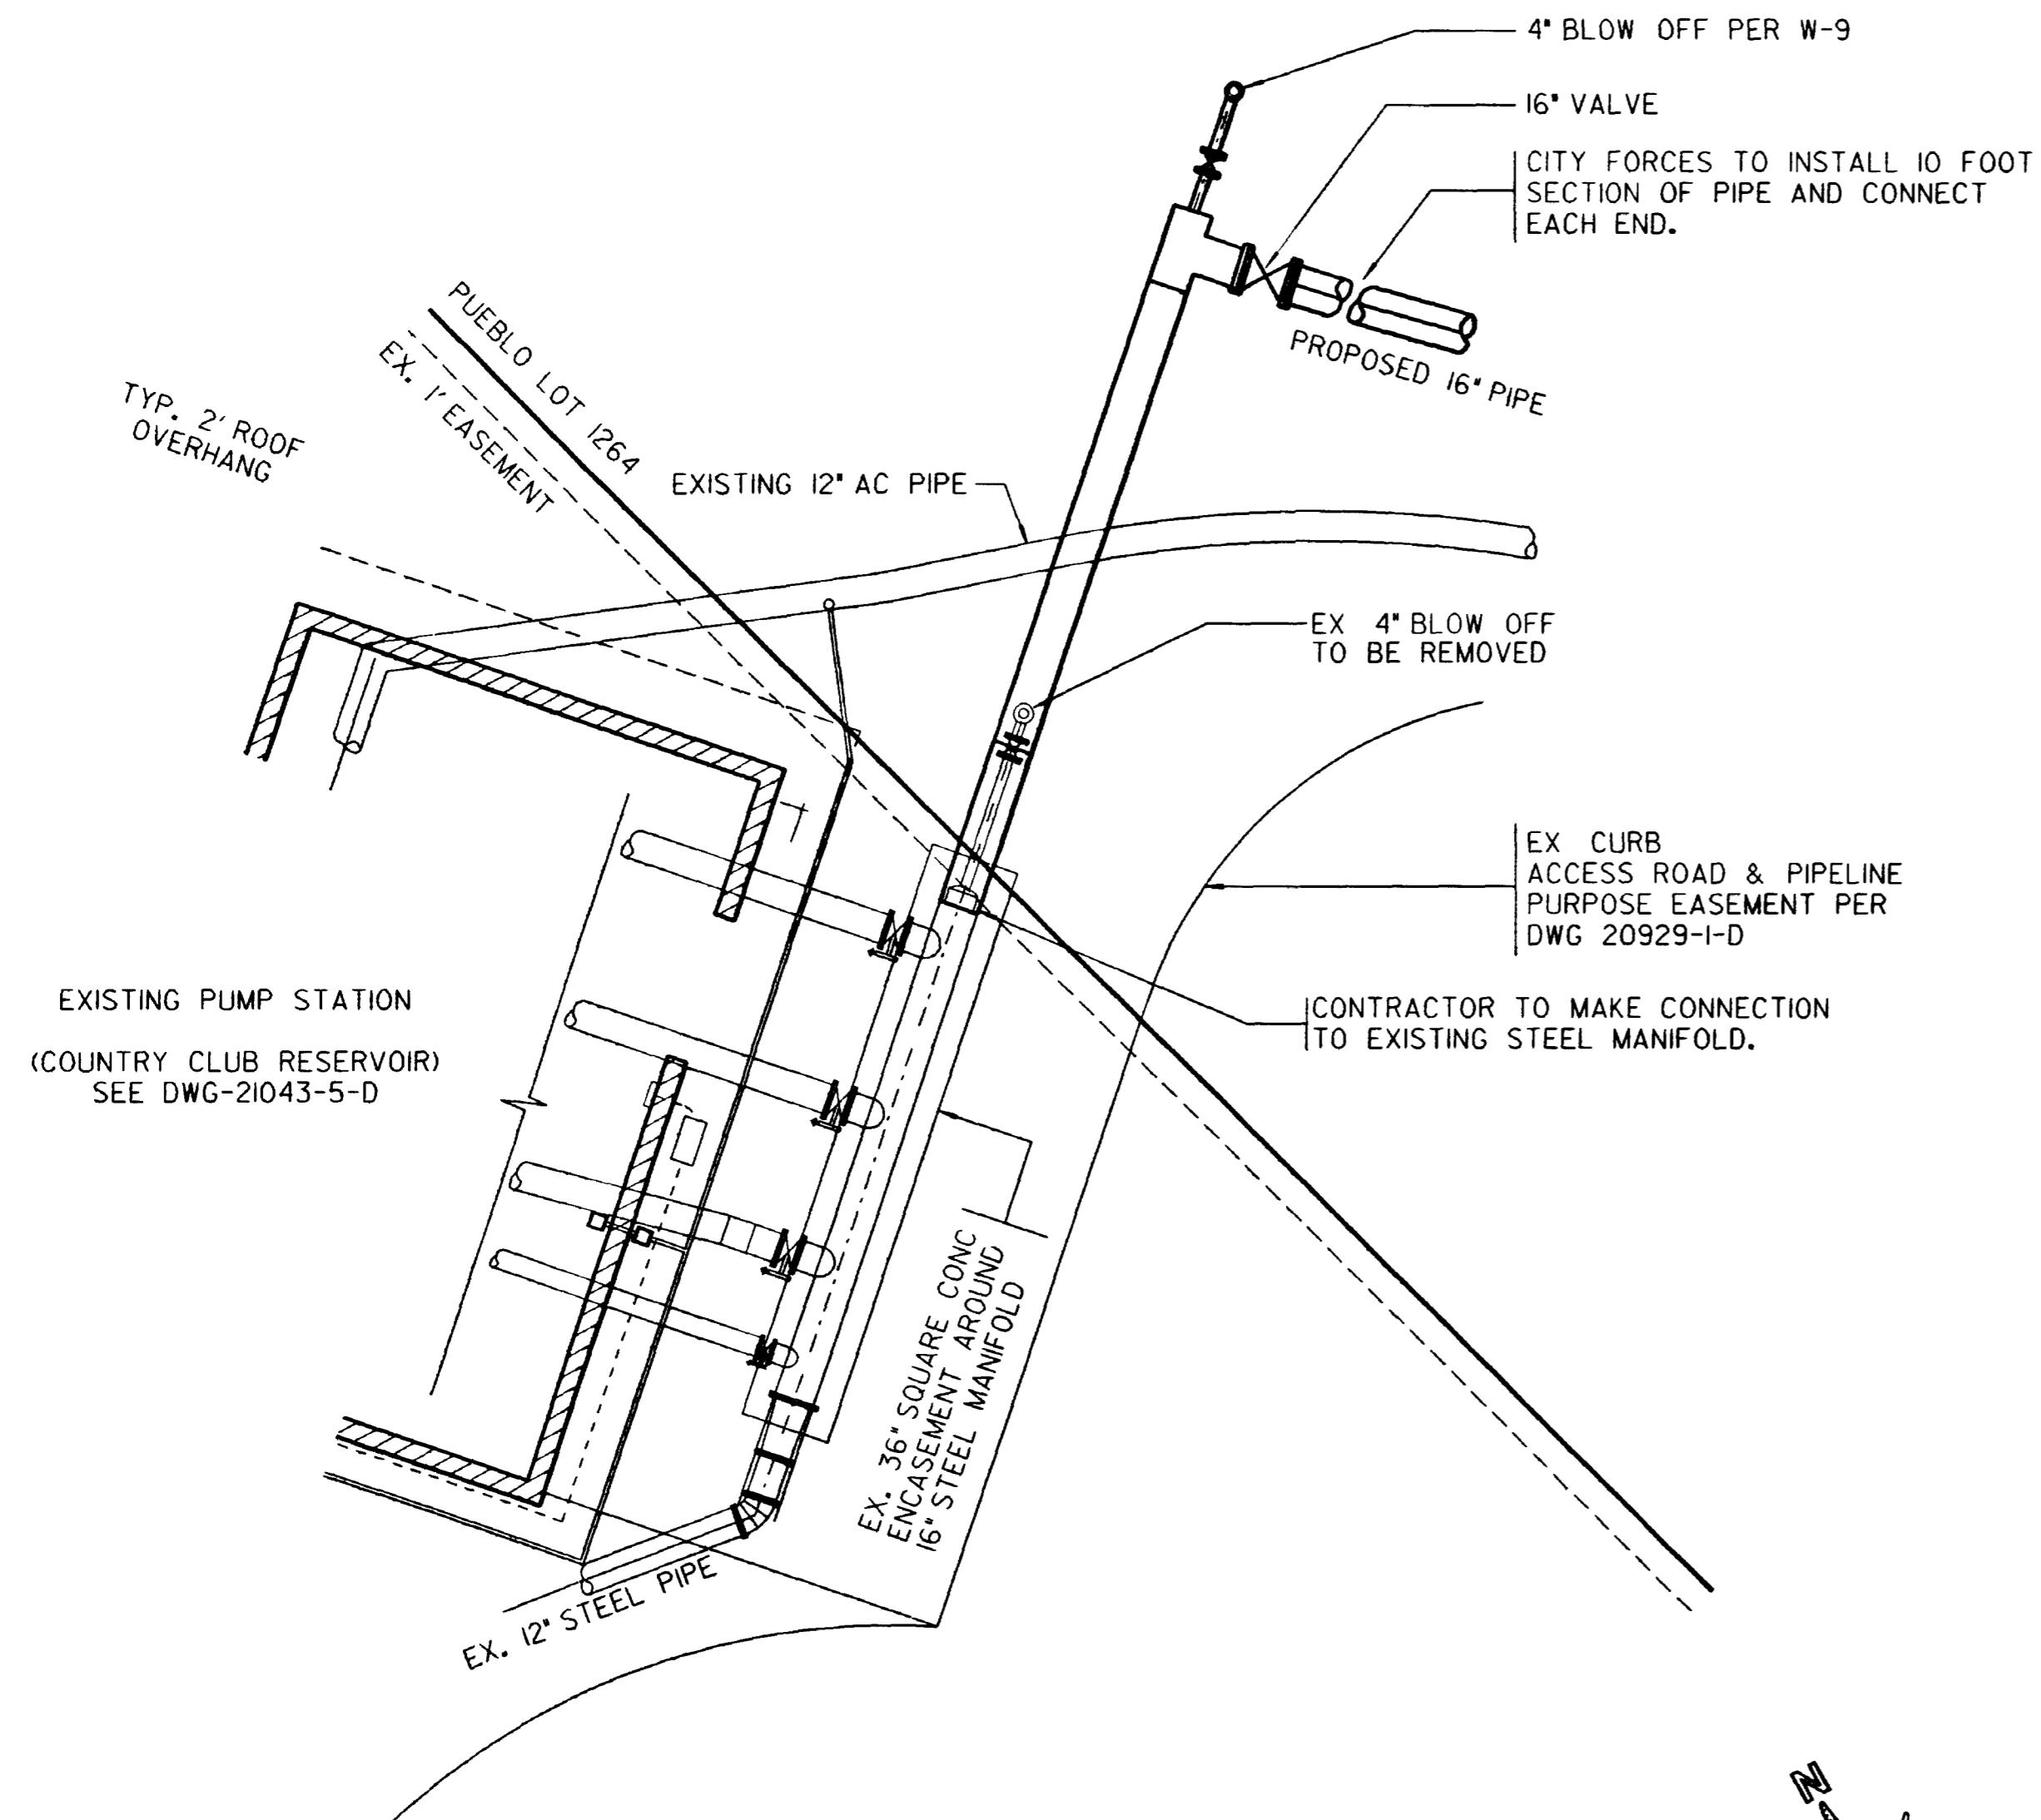 4" BLOW OFF PER W-9
16" VALVE
CITY FORCES TO INSTALL 10 FOOT
SECTION OF PIPE AND CONNECT
EACH END.
PROPOSED 16" PIPE
PUEBLO LOT 1264
EX. 1' EASEMENT
TYP. 2' ROOF
OVERHANG
EXISTING 12" AC PIPE
EX 4" BLOW OFF
TO BE REMOVED
EX CURB
ACCESS ROAD & PIPELINE
PURPOSE EASEMENT PER
DWG 20929-1-D
CONTRACTOR TO MAKE CONNECTION
TO EXISTING STEEL MANIFOLD.
EXISTING PUMP STATION
(COUNTRY CLUB RESERVOIR)
SEE DWG-21043-5-D
EX. 36" SQUARE CONC
ENCASEMENT AROUND
16" STEEL MANIFOLD
EX. 12" STEEL PIPE
N